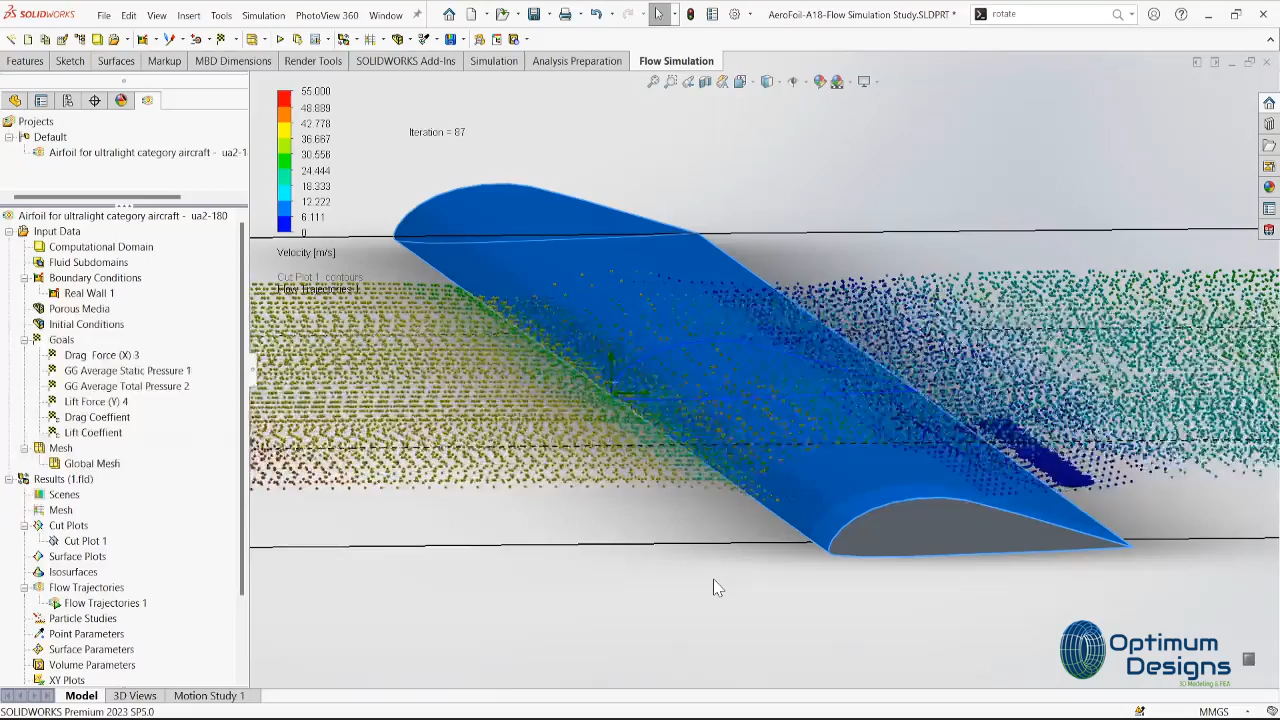 SOLIDWORKS
File
Edit
View
Insert
Tools
Simulation
PhotoView 360
Window
AeroFoil-A18-Flow Simulation Study.SLDPRT *
rotate
Features
Sketch
Surfaces
Markup
MBD Dimensions
Render Tools
SOLIDWORKS Add-Ins
Simulation
Analysis Preparation
Flow Simulation
Projects
Default
Airfoil for ultralight category aircraft - ua2-1
Airfoil for ultralight category aircraft - ua2-180
Input Data
Computational Domain
Fluid Subdomains
Boundary Conditions
Real Wall 1
Porous Media
Initial Conditions
Goals
Drag Force (X) 3
GG Average Static Pressure 1
GG Average Total Pressure 2
Lift Force (Y) 4
Drag Coeffient
Lift Coeffient
Mesh
Global Mesh
Results (1.fld)
Scenes
Mesh
Cut Plots
Cut Plot 1
Surface Plots
Isosurfaces
Flow Trajectories
Flow Trajectories 1
Particle Studies
Point Parameters
Surface Parameters
Volume Parameters
XY Plots
55.000
48.889
42.778
36.667
30.556
24.444
18.333
12.222
6.111
0
Velocity [m/s]
Cut Plot 1: contours
Flow Trajectories 1
Iteration = 87
Optimum
Designs
3D Modeling & FEA
Model
3D Views
Motion Study 1
SOLIDWORKS Premium 2023 SP5.0
MMGS